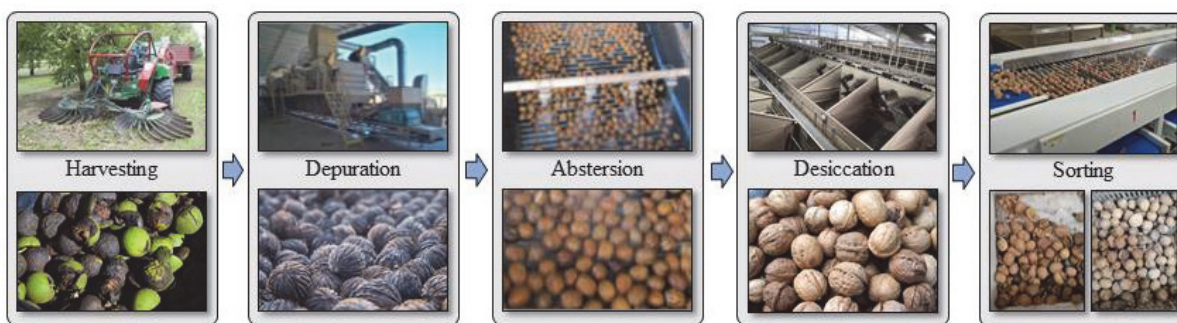 Harvesting
Depuration
Abstersion
Desiccation
Sorting